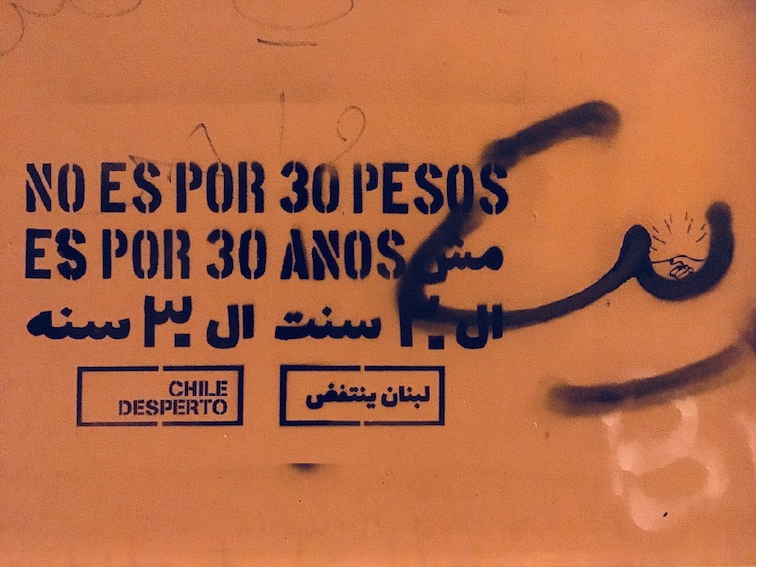 NO ES POR 30 PESOS
ES POR 30 ANOS مش
ال ٢٠ سنت ال ٣٠ سنه
CHILE
DESPERTO
لبنان ينتفض